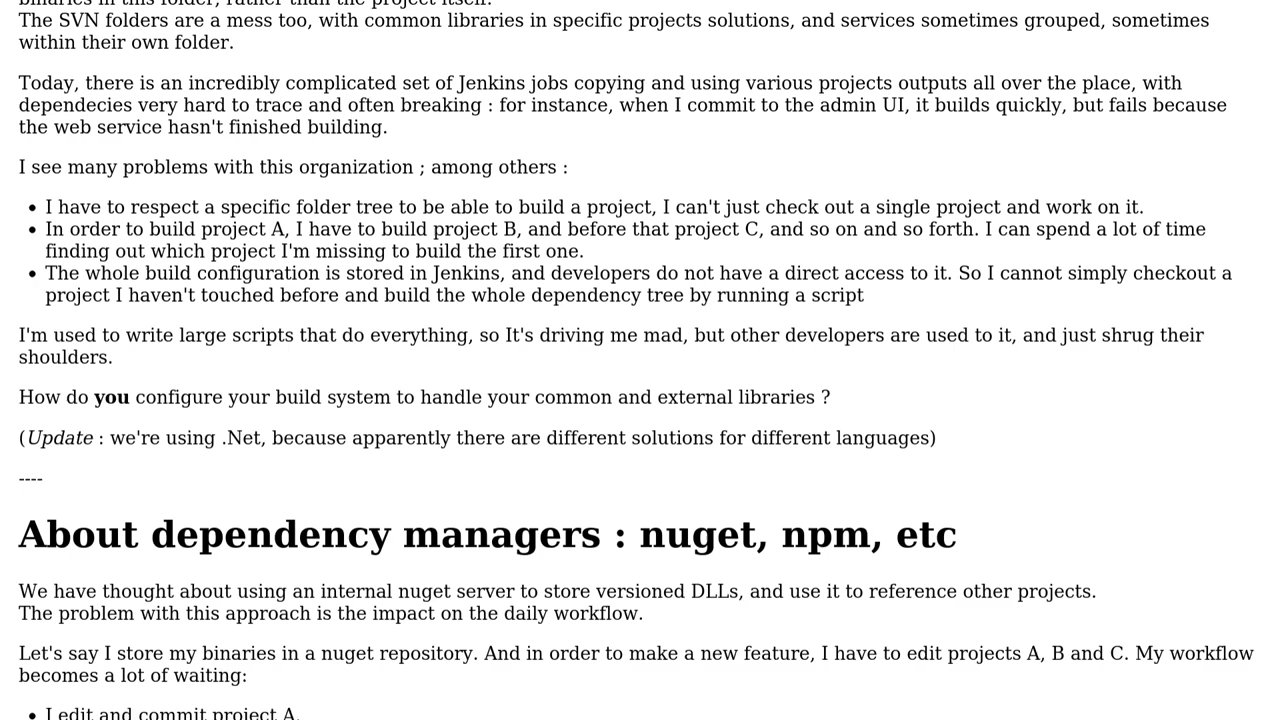 binaries in this folder, rather than the project itself.
The SVN folders are a mess too, with common libraries in specific projects solutions, and services sometimes grouped, sometimes
within their own folder.
Today, there is an incredibly complicated set of Jenkins jobs copying and using various projects outputs all over the place, with
dependecies very hard to trace and often breaking : for instance, when I commit to the admin UI, it builds quickly, but fails because
the web service hasn't finished building.
I see many problems with this organization ; among others :
• I have to respect a specific folder tree to be able to build a project, I can't just check out a single project and work on it.
• In order to build project A, I have to build project B, and before that project C, and so on and so forth. I can spend a lot of time
finding out which project I'm missing to build the first one.
• The whole build configuration is stored in Jenkins, and developers do not have a direct access to it. So I cannot simply checkout a
project I haven't touched before and build the whole dependency tree by running a script
I'm used to write large scripts that do everything, so It's driving me mad, but other developers are used to it, and just shrug their
shoulders.
How do you configure your build system to handle your common and external libraries ?
(Update : we're using .Net, because apparently there are different solutions for different languages)
----
About dependency managers : nuget, npm, etc
We have thought about using an internal nuget server to store versioned DLLs, and use it to reference other projects.
The problem with this approach is the impact on the daily workflow.
Let's say I store my binaries in a nuget repository. And in order to make a new feature, I have to edit projects A, B and C. My workflow
becomes a lot of waiting:
• I edit and commit project A.